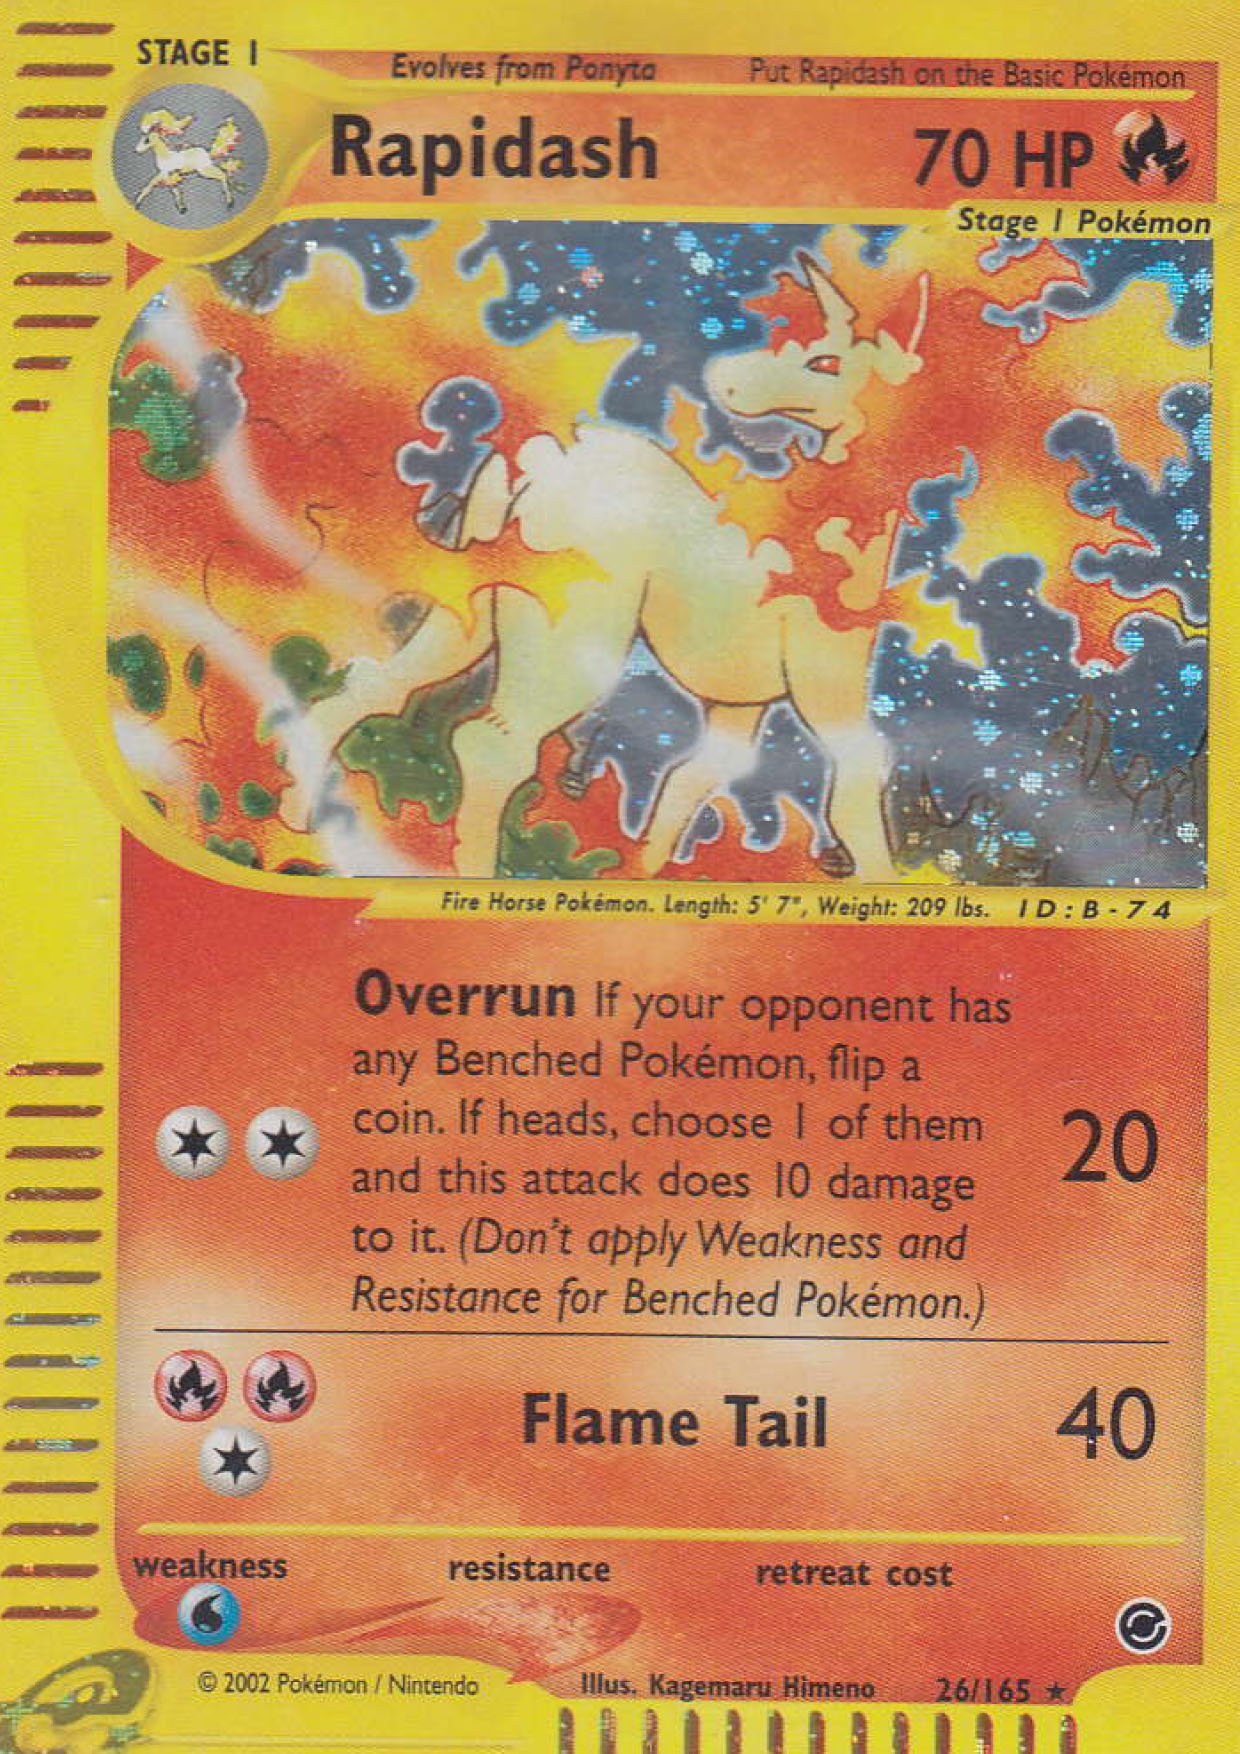 STAGE 1
Evolves from Ponyta
Put Rapidash on the Basic Pokémon
Rapidash
70 HP
Stage 1 Pokémon
Fire Horse Pokémon. Length: 5' 7", Weight: 209 lbs. ID:B-74
Overrun If your opponent has
any Benched Pokémon, flip a
coin. If heads, choose 1 of them
and this attack does 10 damage
to it. (Don't apply Weakness and
Resistance for Benched Pokémon.)
20
Flame Tail
40
weakness
resistance
retreat cost
© 2002 Pokémon / Nintendo
Illus. Kagemaru Himeno
26/165 ★